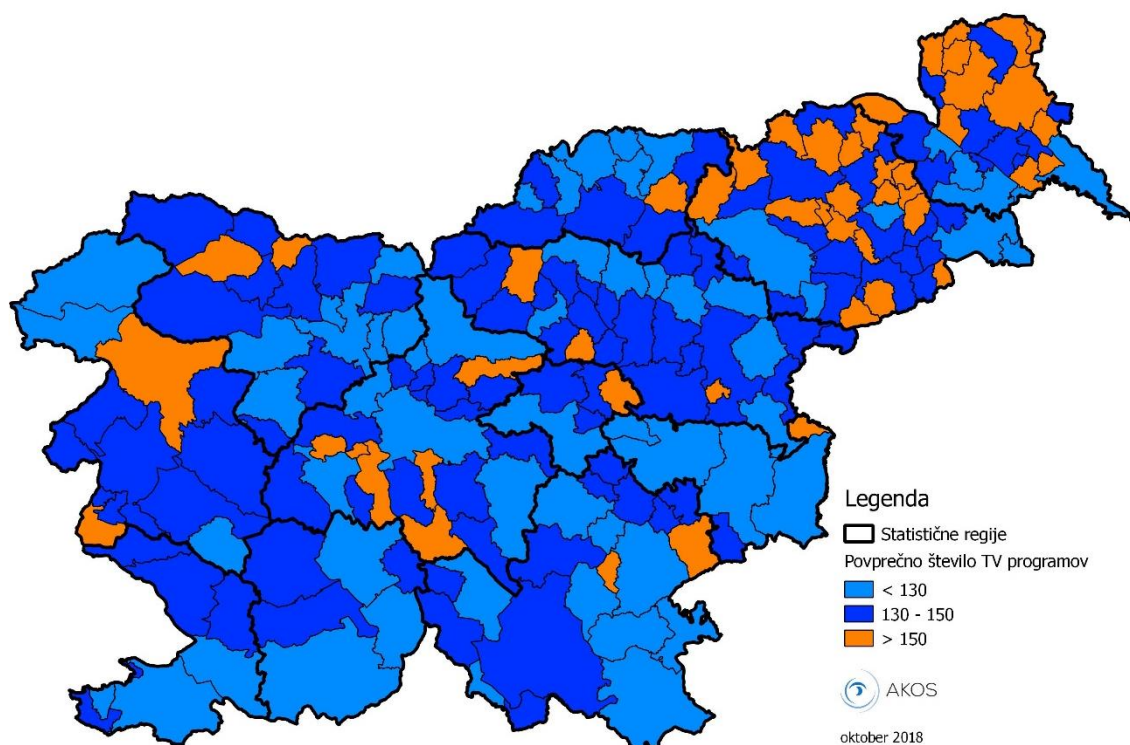 Legenda
Statistične regije
Povprečno število TV programov
< 130
130 - 150
> 150
AKOS
oktober 2018